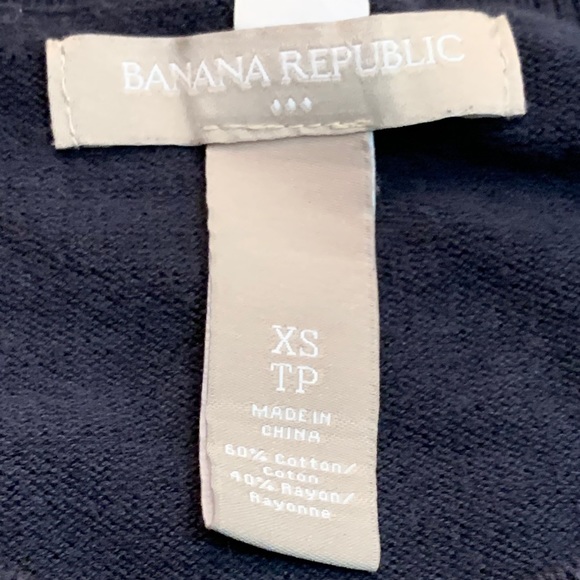 BANANA REPUBLIC
XS
TP
MADE IN
CHINA
60% Cotton/
Coton
40% Rayon/
Rayonne